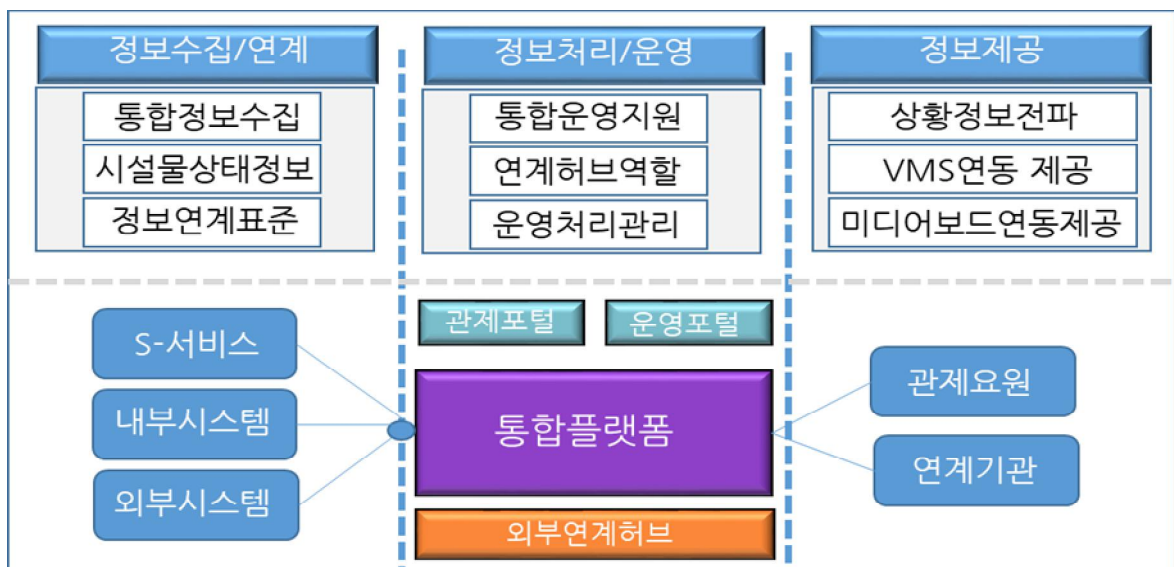 정보수집/연계
통합정보수집
시설물상태정보
정보연계표준
정보처리/운영
통합운영지원
연계허브역할
운영처리관리
정보제공
상황정보전파
VMS연동 제공
미디어보드연동제공
S-서비스
내부시스템
외부시스템
관제포털
운영포털
통합플랫폼
외부연계허브
관제요원
연계기관